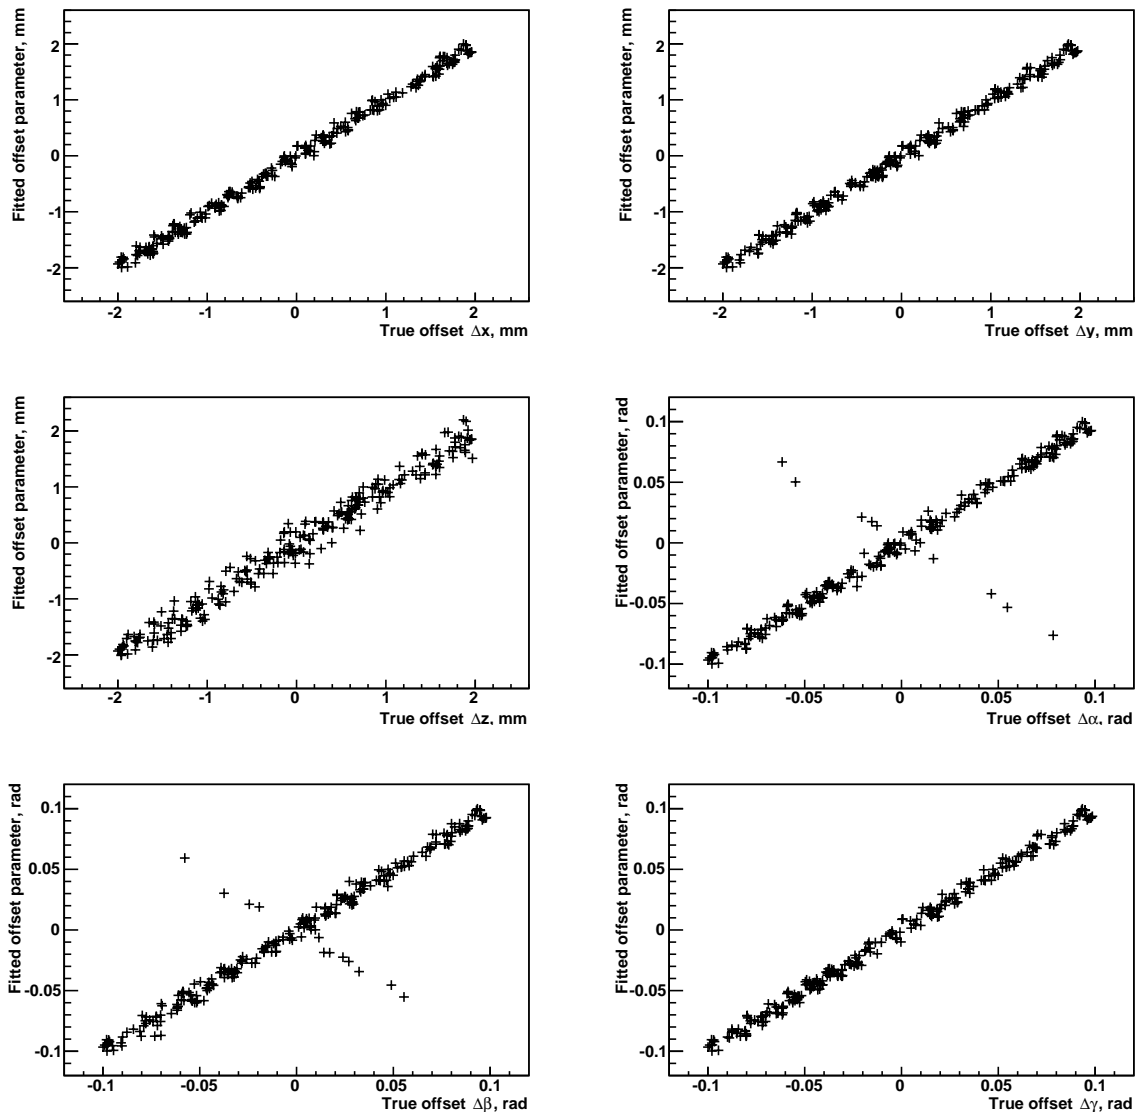 Fitted offset parameter, mm
2
1
0
-1
-2
-2 -1 0 1 2
True offset Δx, mm
Fitted offset parameter, mm
2
1
0
-1
-2
-2 -1 0 1 2
True offset Δy, mm
Fitted offset parameter, mm
2
1
0
-1
-2
-2 -1 0 1 2
True offset Δz, mm
Fitted offset parameter, rad
0.1
0.05
0
-0.05
-0.1
-0.1 -0.05 0 0.05 0.1
True offset Δα, rad
Fitted offset parameter, rad
0.1
0.05
0
-0.05
-0.1
-0.1 -0.05 0 0.05 0.1
True offset Δβ, rad
Fitted offset parameter, rad
0.1
0.05
0
-0.05
-0.1
-0.1 -0.05 0 0.05 0.1
True offset Δγ, rad